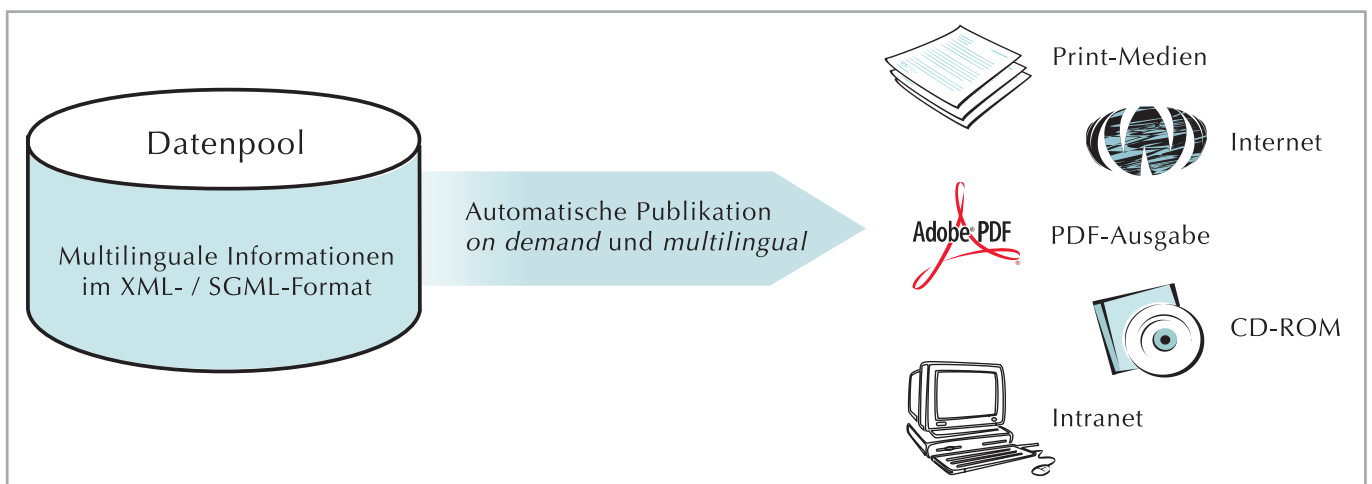 Datenpool
Multilinguale Informationen
im XML- / SGML-Format
Automatische Publikation
on demand und multilingual
Print-Medien
Internet
Adobe® PDF
PDF-Ausgabe
CD-ROM
Intranet